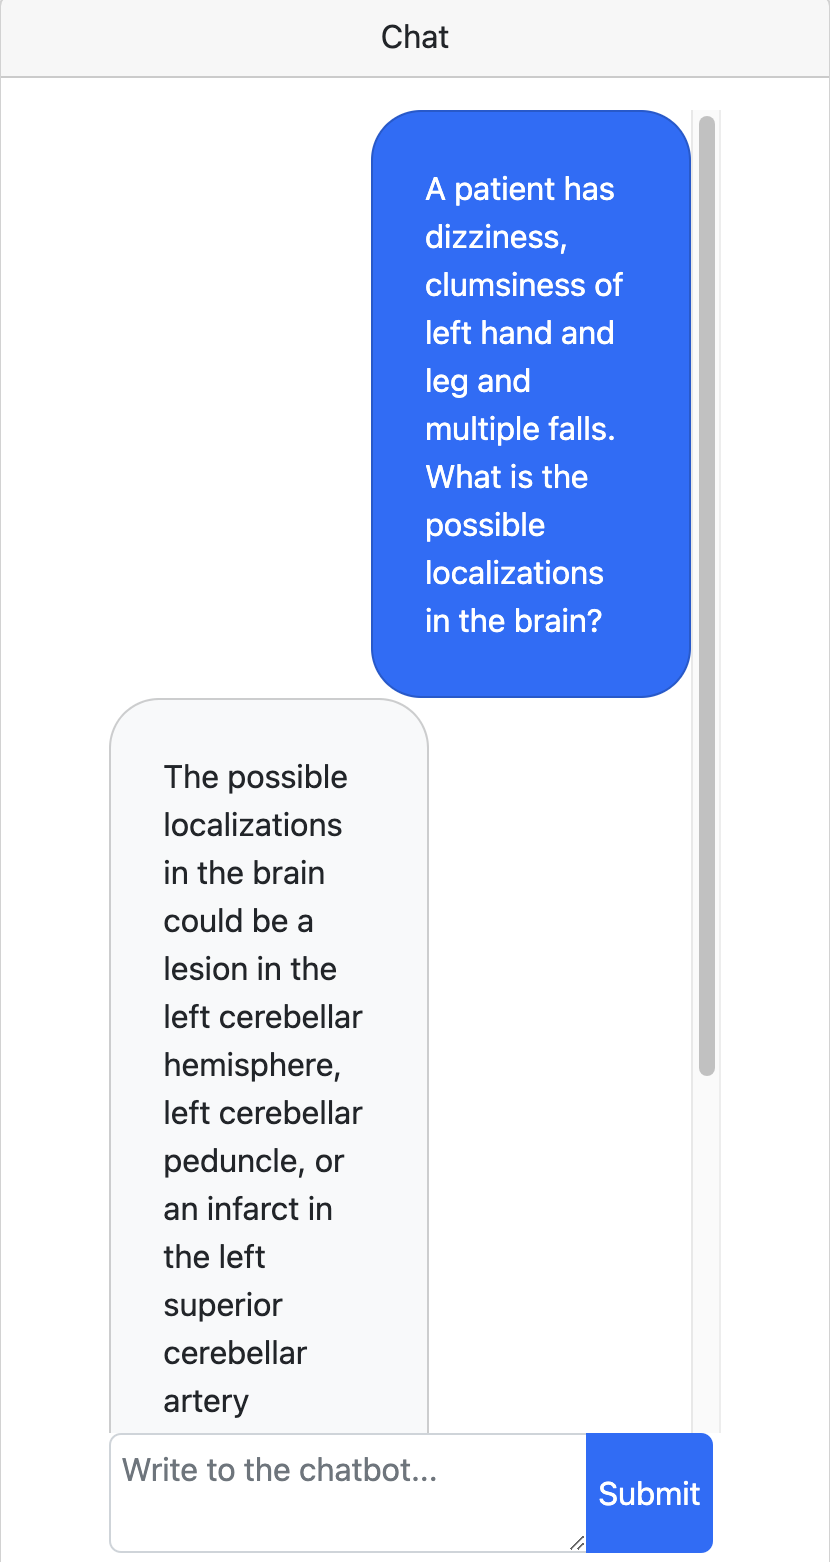 Chat
A patient has
dizziness,
clumsiness of
left hand and
leg and
multiple falls.
What is the
possible
localizations
in the brain?
The possible
localizations
in the brain
could be a
lesion in the
left cerebellar
hemisphere,
left cerebellar
peduncle, or
an infarct in
the left
superior
cerebellar
artery
Write to the chatbot...
Submit